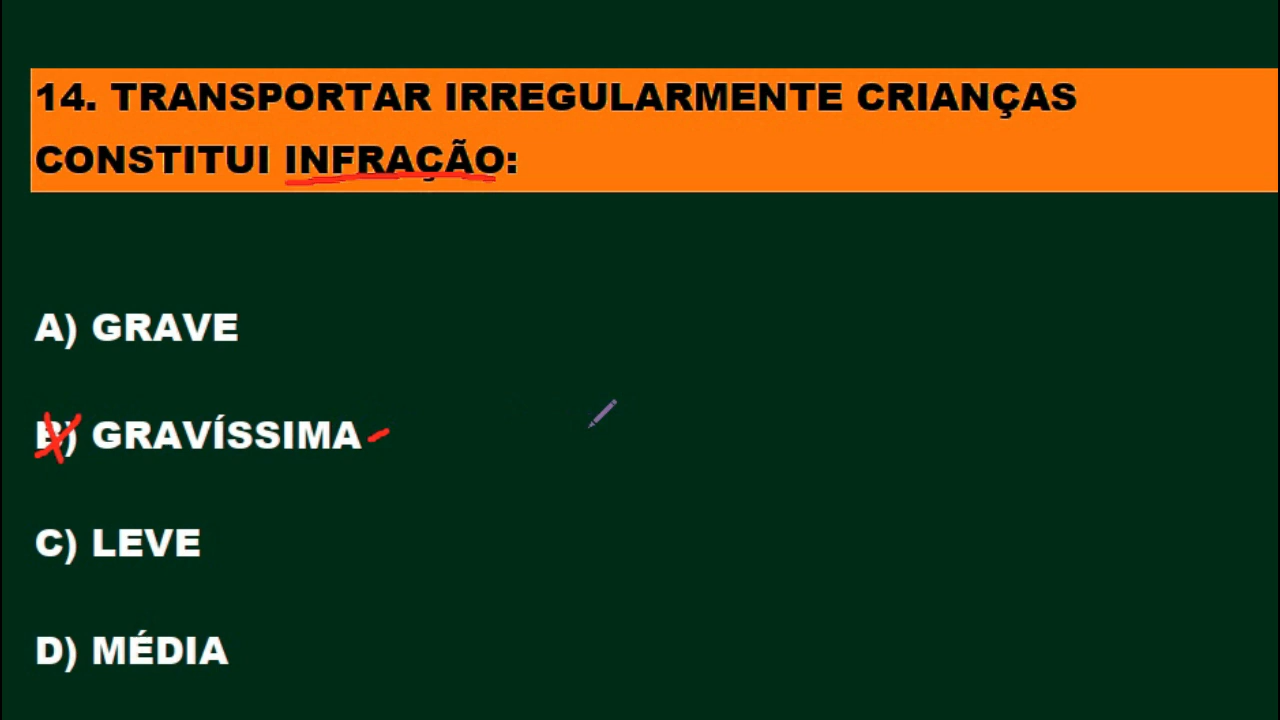 14. TRANSPORTAR IRREGULARMENTE CRIANÇAS
CONSTITUI INFRAÇÃO:
A) GRAVE
B) GRAVÍSSIMA
C) LEVE
D) MÉDIA